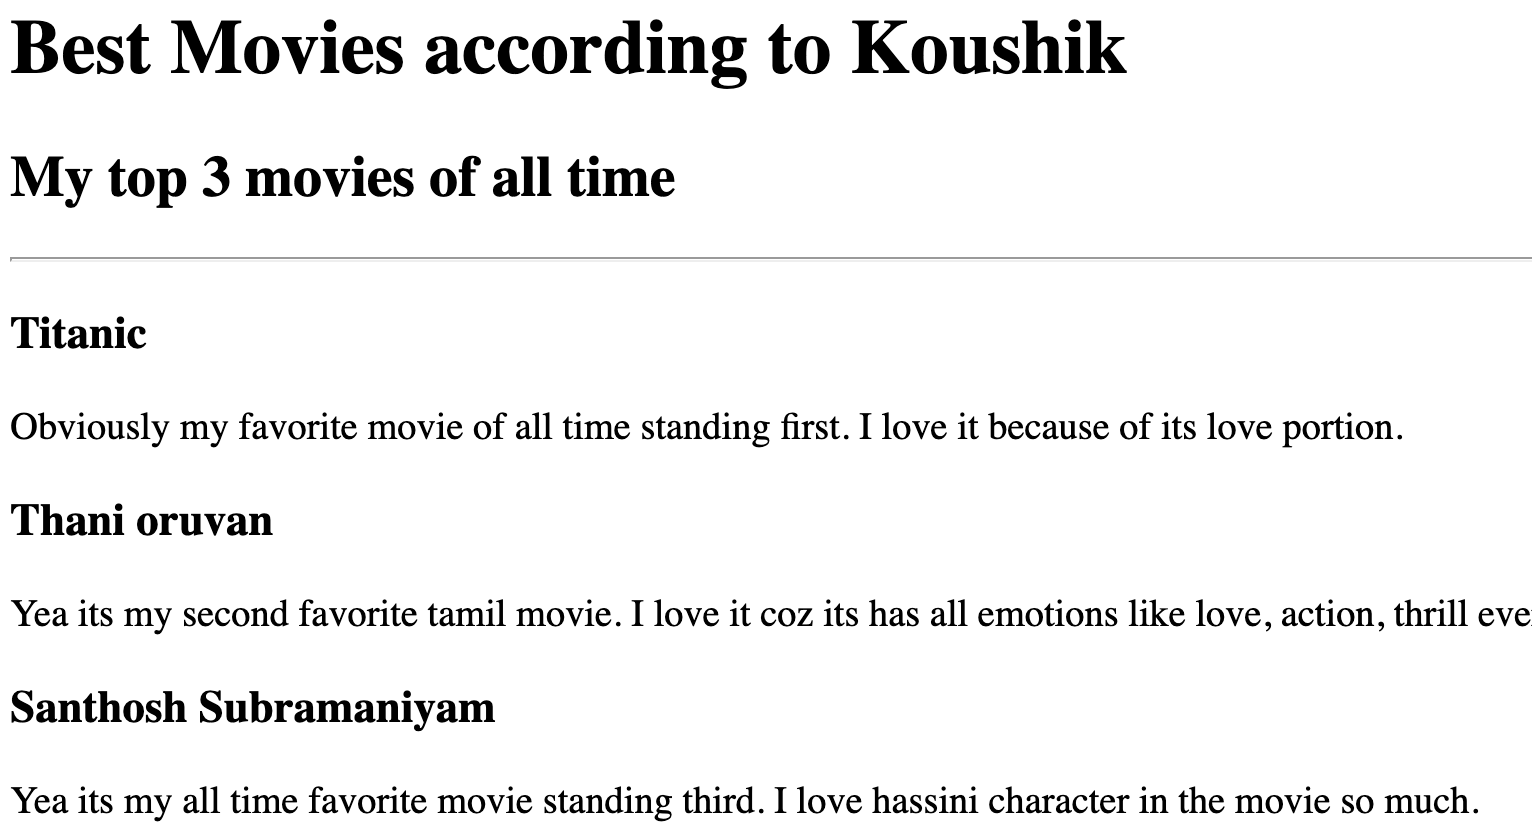 Best Movies according to Koushik
My top 3 movies of all time
Titanic
Obviously my favorite movie of all time standing first. I love it because of its love portion.
Thani oruvan
Yea its my second favorite tamil movie. I love it coz its has all emotions like love, action, thrill
Santhosh Subramaniyam
Yea its my all time favorite movie standing third. I love hassini character in the movie so much.